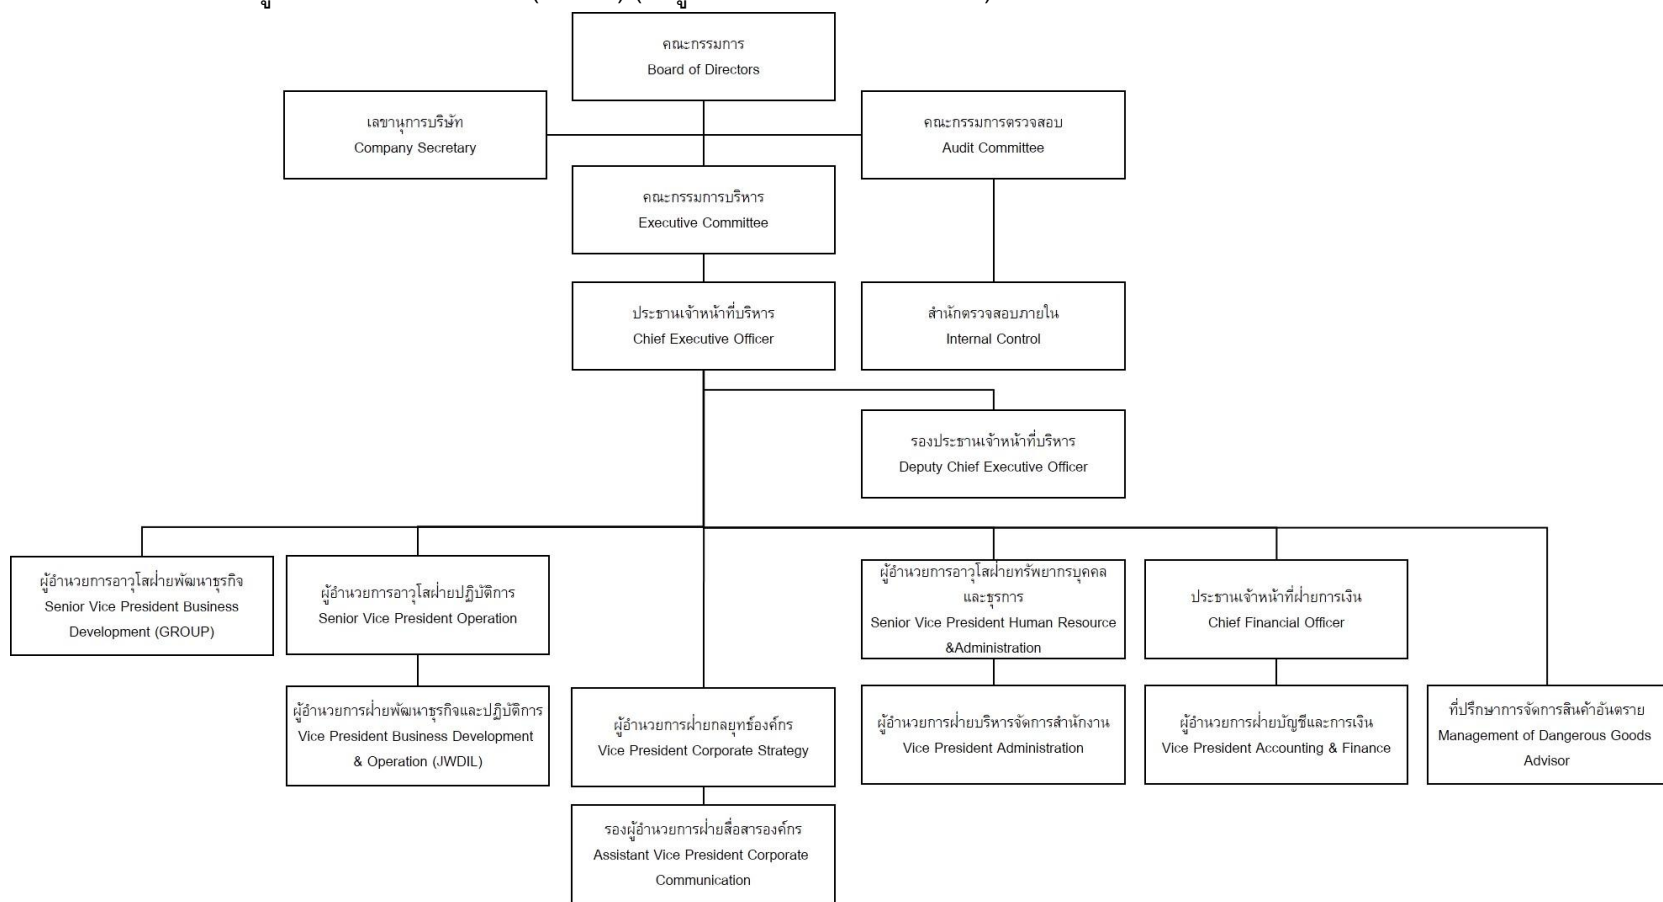 คณะกรรมการ
Board of Directors
เลขานุการบริษัท
Company Secretary
คณะกรรมการตรวจสอบ
Audit Committee
คณะกรรมการบริหาร
Executive Committee
ประธานเจ้าหน้าที่บริหาร
Chief Executive Officer
สำนักตรวจสอบภายใน
Internal Control
รองประธานเจ้าหน้าที่บริหาร
Deputy Chief Executive Officer
ผู้อำนวยการอาวุโสฝ่ายพัฒนาธุรกิจ
Senior Vice President Business
Development (GROUP)
ผู้อำนวยการอาวุโสฝ่ายปฏิบัติการ
Senior Vice President Operation
ผู้อำนวยการอาวุโสฝ่ายทรัพยากรบุคคล
และธุรการ
Senior Vice President Human Resource
&Administration
ประธานเจ้าหน้าที่ฝ่ายการเงิน
Chief Financial Officer
ผู้อำนวยการฝ่ายพัฒนาธุรกิจและปฏิบัติการ
Vice President Business Development
& Operation (JWDIL)
ผู้อำนวยการฝ่ายกลยุทธ์องค์กร
Vice President Corporate Strategy
ผู้อำนวยการฝ่ายบริหารจัดการสำนักงาน
Vice President Administration
ผู้อำนวยการฝ่ายบัญชีและการเงิน
Vice President Accounting & Finance
ที่ปรึกษาการจัดการสินค้าอันตราย
Management of Dangerous Goods
Advisor
รองผู้อำนวยการฝ่ายสื่อสารองค์กร
Assistant Vice President Corporate
Communication